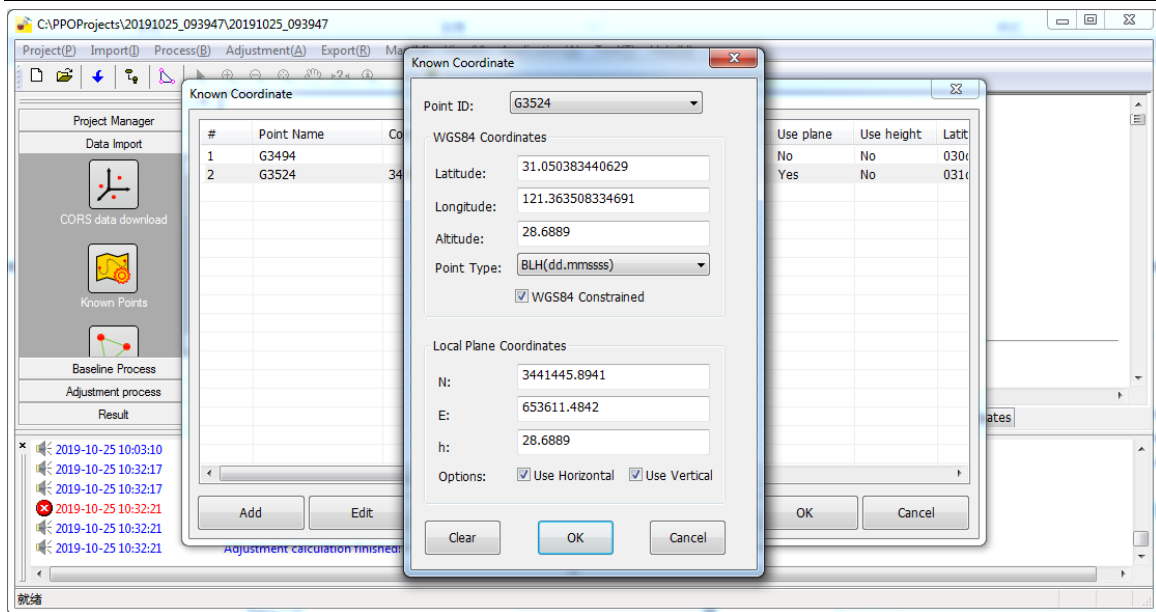 C:\PPOProjects\20191025_093947\20191025_093947
Project(P) Import(I) Process(B) Adjustment(A) Export(R)
Project Manager
Data Import
CORS data download
Known Points
Baseline Process
Adjustment process
Result
Known Coordinate
# Point Name Co Use plane Use height Latit
1 G3494 No No 030
2 G3524 34 Yes No 031
Add Edit OK Cancel
Known Coordinate
Point ID: G3524
WGS84 Coordinates
Latitude: 31.050383440629
Longitude: 121.363508334691
Altitude: 28.6889
Point Type: BLH(dd.mmssss)
WGS84 Constrained
Local Plane Coordinates
N: 3441445.8941
E: 653611.4842
h: 28.6889
Options: Use Horizontal Use Vertical
Clear OK Cancel
ates
2019-10-25 10:03:10
2019-10-25 10:32:17
2019-10-25 10:32:17
2019-10-25 10:32:21
2019-10-25 10:32:21
2019-10-25 10:32:21 Adjustment calculation finished!
就绪